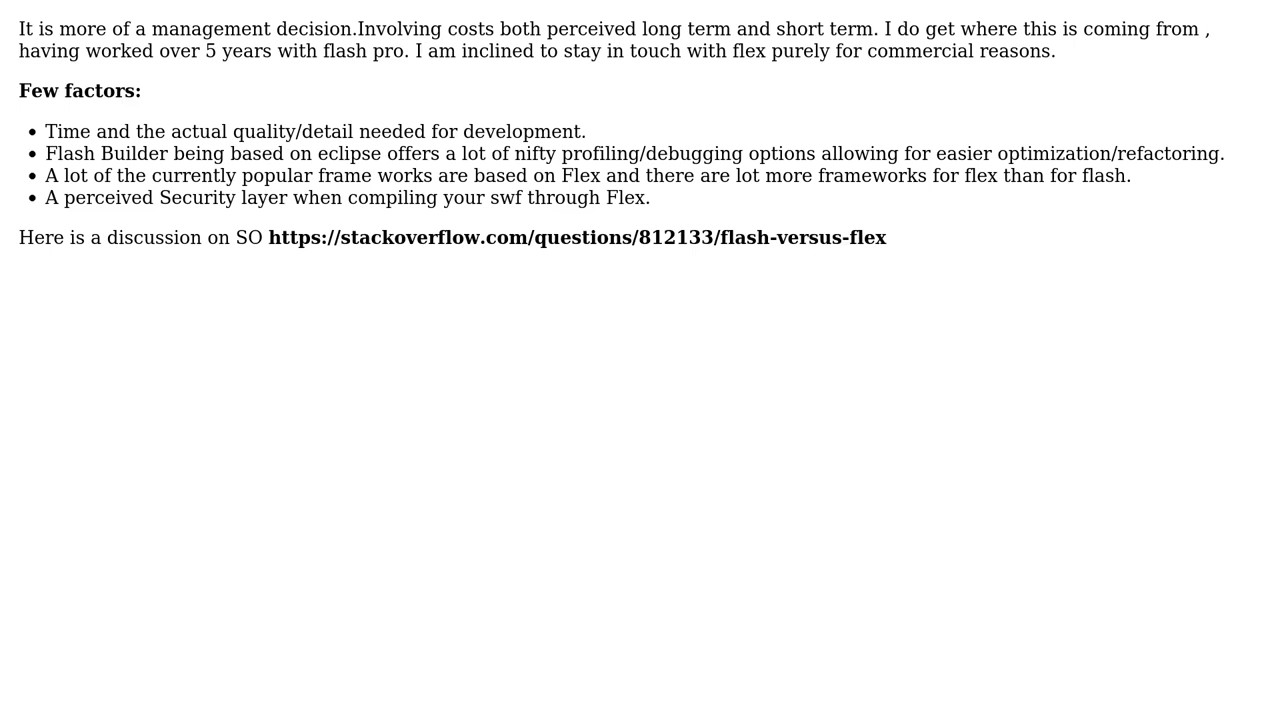 It is more of a management decision.Involving costs both perceived long term and short term. I do get where this is coming from ,
having worked over 5 years with flash pro. I am inclined to stay in touch with flex purely for commercial reasons.
Few factors:
• Time and the actual quality/detail needed for development.
• Flash Builder being based on eclipse offers a lot of nifty profiling/debugging options allowing for easier optimization/refactoring.
• A lot of the currently popular frame works are based on Flex and there are lot more frameworks for flex than for flash.
• A perceived Security layer when compiling your swf through Flex.
Here is a discussion on SO https://stackoverflow.com/questions/812133/flash-versus-flex